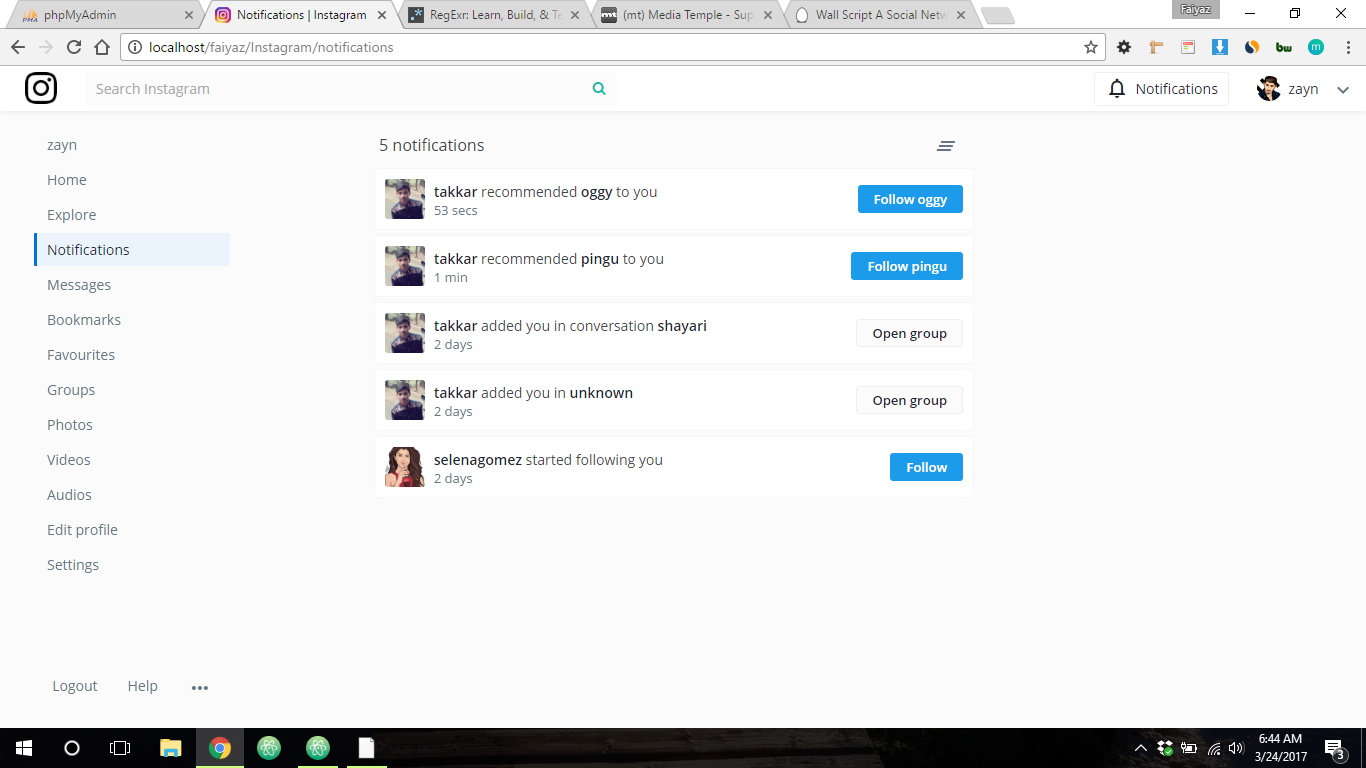 phpMyAdmin
Notifications | Instagram
RegExr: Learn, Build, & Te
(mt) Media Temple - Sup
Wall Script A Social Netw
Faiyaz
localhost/faiyaz/Instagram/notifications
Search Instagram
Notifications
zayn
zayn
Home
Explore
Notifications
Messages
Bookmarks
Favourites
Groups
Photos
Videos
Audios
Edit profile
Settings
Logout Help
5 notifications
takkar recommended oggy to you
53 secs
Follow oggy
takkar recommended pingu to you
1 min
Follow pingu
takkar added you in conversation shayari
2 days
Open group
takkar added you in unknown
2 days
Open group
selenagomez started following you
2 days
Follow
6:44 AM
3/24/2017
3